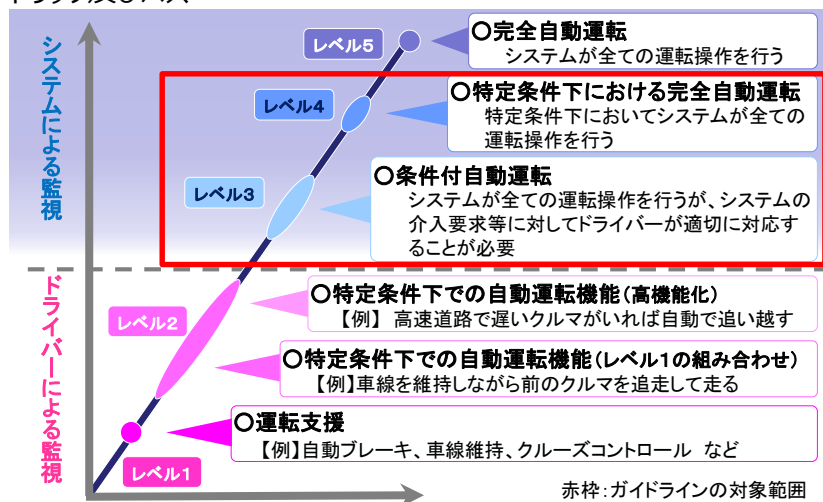 トラック及びバス
システムによる監視
レベル5
〇完全自動運転
システムが全ての運転操作を行う
レベル4
〇特定条件下における完全自動運転
特定条件下においてシステムが全ての
運転操作を行う
レベル3
〇条件付自動運転
システムが全ての運転操作を行うが、システムの
介入要求等に対してドライバーが適切に対応す
ることが必要
ドライバーによる監視
レベル2
〇特定条件下での自動運転機能(高機能化)
【例】 高速道路で遅いクルマがいれば自動で追い越す
〇特定条件下での自動運転機能(レベル1の組み合わせ)
【例】車線を維持しながら前のクルマを追走して走る
〇運転支援
【例】自動ブレーキ、車線維持、クルーズコントロール など
レベル1
赤枠:ガイドラインの対象範囲